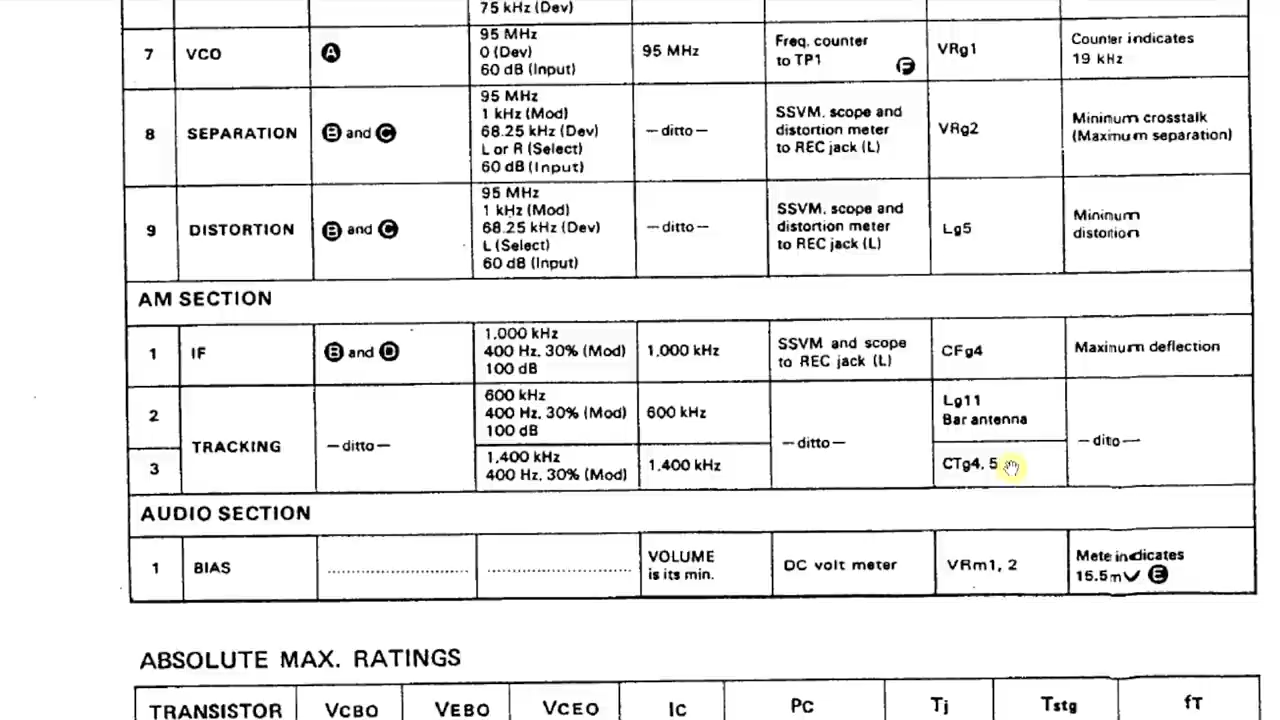 75 kHz (Dev)
7
VCO
A
95 MHz
0 (Dev)
60 dB (Input)
95 MHz
Freq. counter
to TP1
F
VRg1
Counter indicates
19 kHz
8
SEPARATION
B and C
95 MHz
1 kHz (Mod)
68.25 kHz (Dev)
L or R (Select)
60 dB (Input)
— ditto —
SSVM, scope and
distortion meter
to REC jack (L)
VRg2
Minimum crosstalk
(Maximum separation)
9
DISTORTION
B and C
95 MHz
1 kHz (Mod)
68.25 kHz (Dev)
L (Select)
60 dB (Input)
— ditto —
SSVM, scope and
distortion meter
to REC jack (L)
Lg5
Minimum
distortion
AM SECTION
1
IF
B and D
1,000 kHz
400 Hz, 30% (Mod)
100 dB
1,000 kHz
SSVM and scope
to REC jack (L)
CFg4
Maximum deflection
2
TRACKING
— ditto —
600 kHz
400 Hz, 30% (Mod)
100 dB
600 kHz
— ditto —
Lg11
Bar antenna
— dito —
3
1,400 kHz
400 Hz, 30% (Mod)
1,400 kHz
CTg4, 5
AUDIO SECTION
1
BIAS
VOLUME
is its min.
DC volt meter
VRm1, 2
Mete indicates
15.5mV E
ABSOLUTE MAX. RATINGS
TRANSISTOR
VCBO
VEBO
VCEO
IC
PC
Tj
Tstg
fT